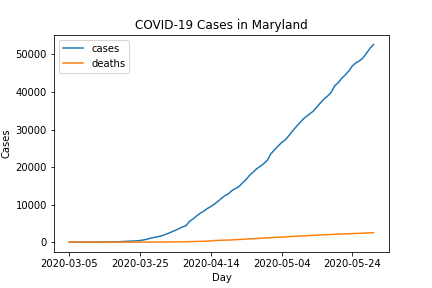 COVID-19 Cases in Maryland
cases
deaths
50000
40000
30000
20000
10000
0
Cases
2020-03-05 2020-03-25 2020-04-14 2020-05-04 2020-05-24
Day